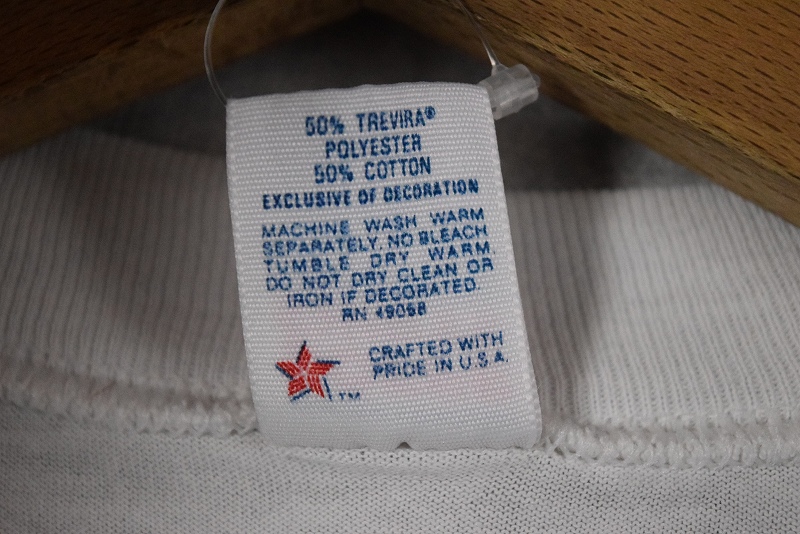 50% TREVIRA®
POLYESTER
50% COTTON
EXCLUSIVE OF DECORATION
MACHINE WASH WARM
SEPARATELY, NO BLEACH
TUMBLE DRY WARM
DO NOT DRY CLEAN OR
IRON IF DECORATED
RN 49068
CRAFTED WITH
PRIDE IN U.S.A.
TM